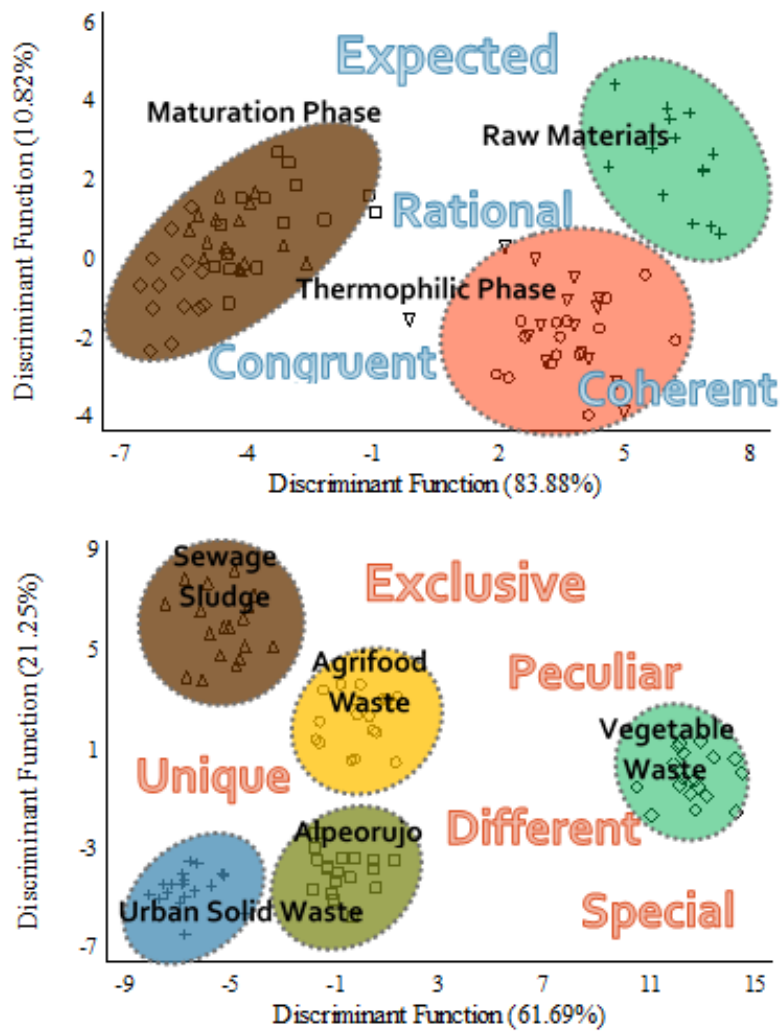 6
Expected
Maturation Phase
4
Raw Materials
2
Rational
0
Thermophilic Phase
-2
Congruent
Coherent
-4
Discriminant Function (10.82%)
-7 -4 -1 2 5 8
Discriminant Function (83.88%)
9
Sewage
Sludge
Exclusive
5
Agrifood
Waste
Peculiar
Vegetable
Waste
1
Unique
Different
Alpeorujo
-3
Urban Solid Waste
Special
-7
Discriminant Function (21.25%)
-9 -5 -1 3 7 11 15
Discriminant Function (61.69%)